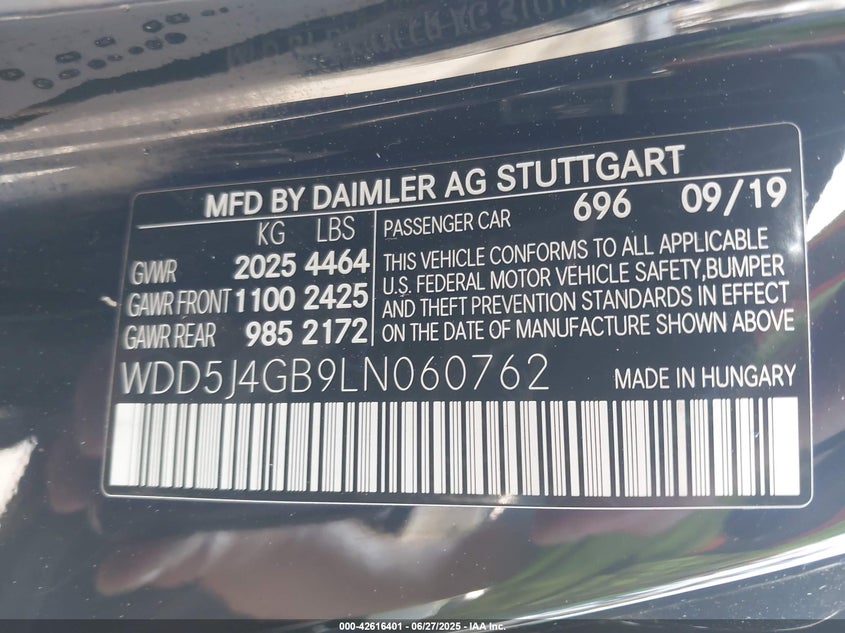 MFD BY DAIMLER AG STUTTGART
KG LBS
GVWR 2025 4464
GAWR FRONT 1100 2425
GAWR REAR 985 2172
PASSENGER CAR 696 09/19
THIS VEHICLE CONFORMS TO ALL APPLICABLE
U.S. FEDERAL MOTOR VEHICLE SAFETY,BUMPER
AND THEFT PREVENTION STANDARDS IN EFFECT
ON THE DATE OF MANUFACTURE SHOWN ABOVE
WDD5J4GB9LN060762 MADE IN HUNGARY
000-42616401 - 06/27/2025 - IAA Inc.